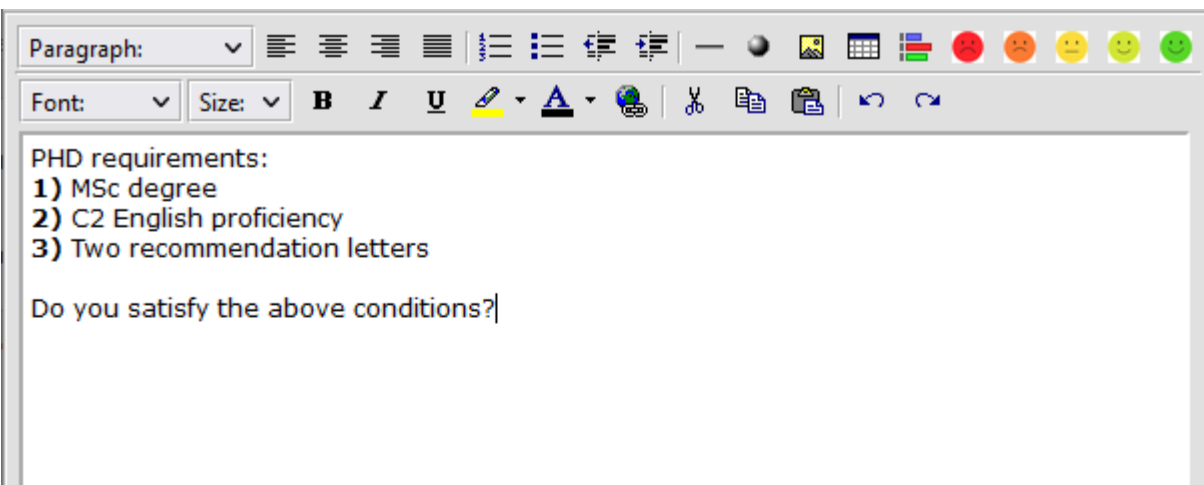 Paragraph:
Font: Size: B I U A
PHD requirements:
1) MSc degree
2) C2 English proficiency
3) Two recommendation letters
Do you satisfy the above conditions?